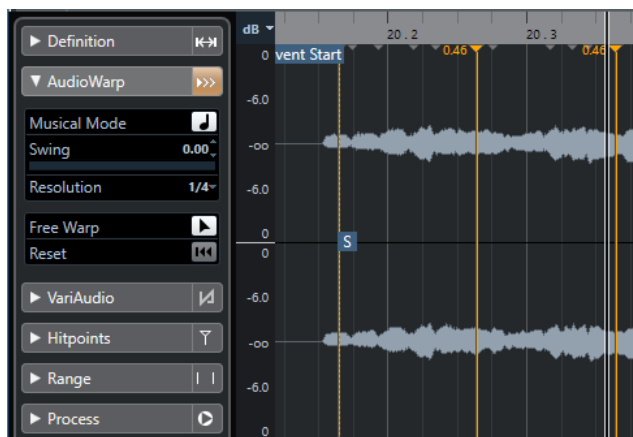 Definition
AudioWarp
Musical Mode
Swing 0.00
Resolution 1/4
Free Warp
Reset
VariAudio
Hitpoints
Range
Process
dB
20.2 20.3
0 vent Start 0.46 0.46
-6.0
-oo
-6.0
0
S
0
-6.0
-oo
-6.0
0